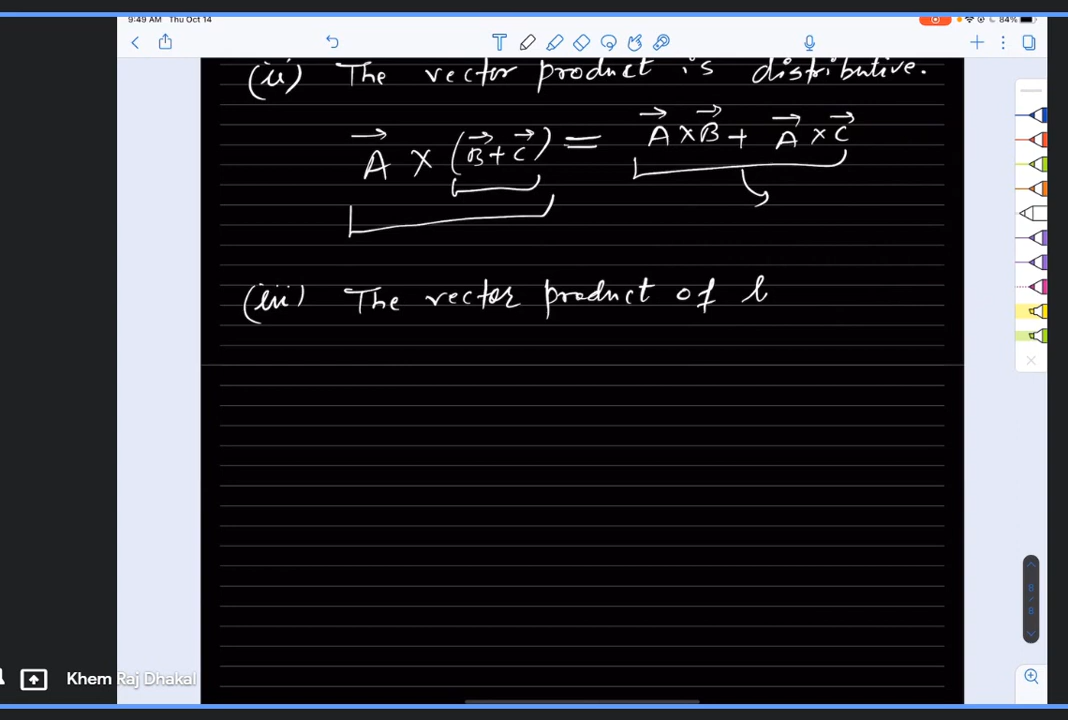 9:49 AM Thu Oct 14
84%
(ii) The vector product is distributive.
A⃗ × (B⃗ + C⃗) = A⃗ × B⃗ + A⃗ × C⃗
(iii) The vector product of
Khem Raj Dhakal